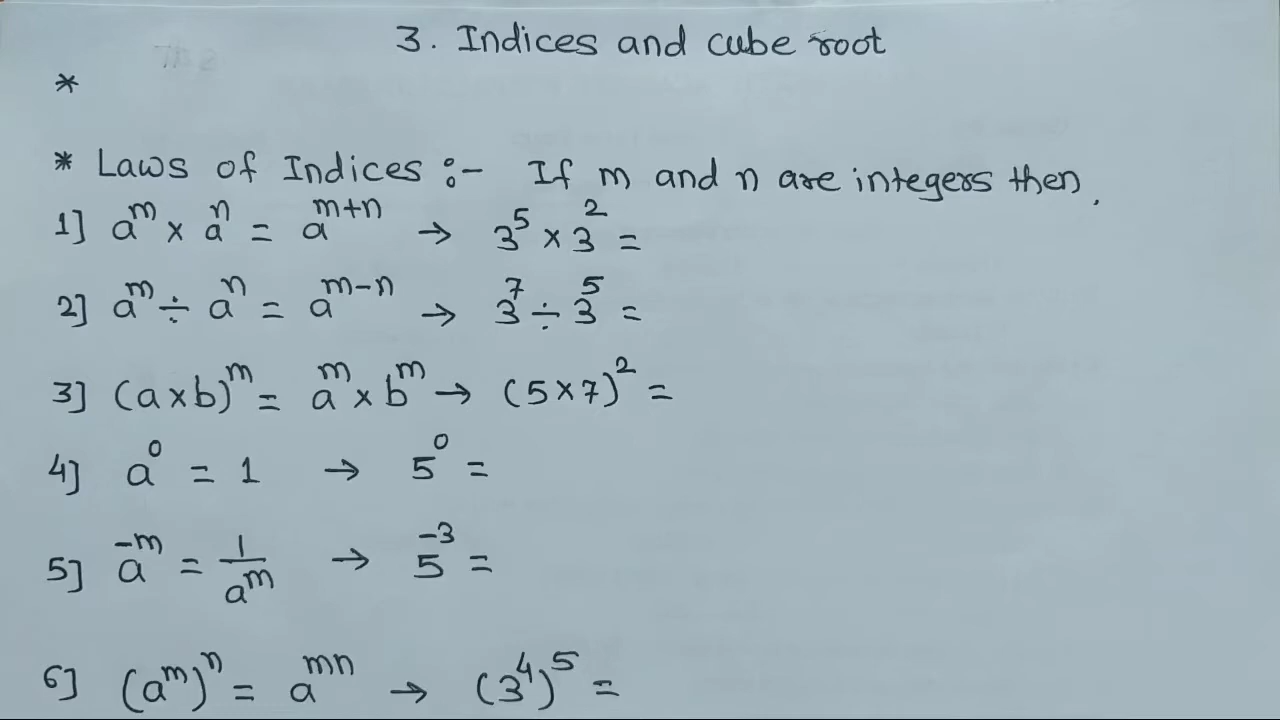 3. Indices and cube root
*
* Laws of Indices :- If m and n are integers then,
1] a^m × a^n = a^{m+n} → 3^5 × 3^2 =
2] a^m ÷ a^n = a^{m-n} → 3^7 ÷ 3^5 =
3] (a×b)^m = a^m × b^m → (5×7)^2 =
4] a^0 = 1 → 5^0 =
5] a^{-m} = 1/a^m → 5^{-3} =
6] (a^m)^n = a^{mn} → (3^4)^5 =